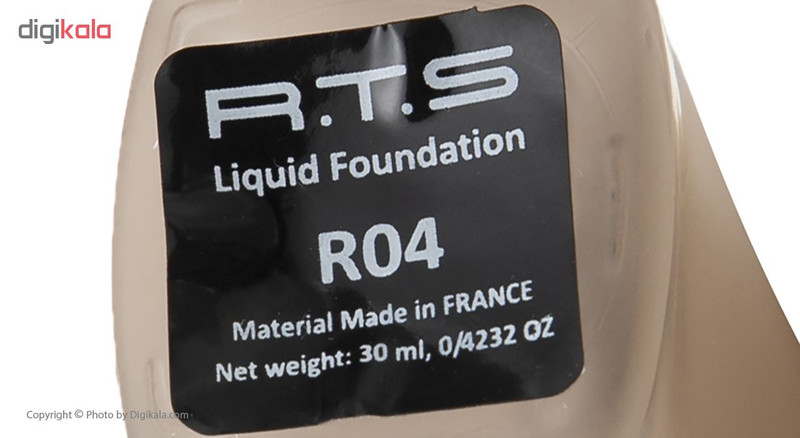 digikala
R.T.S
Liquid Foundation
R04
Material Made in FRANCE
Net weight: 30 ml, 0/4232 OZ
Copyright © Photo by Digikala.com